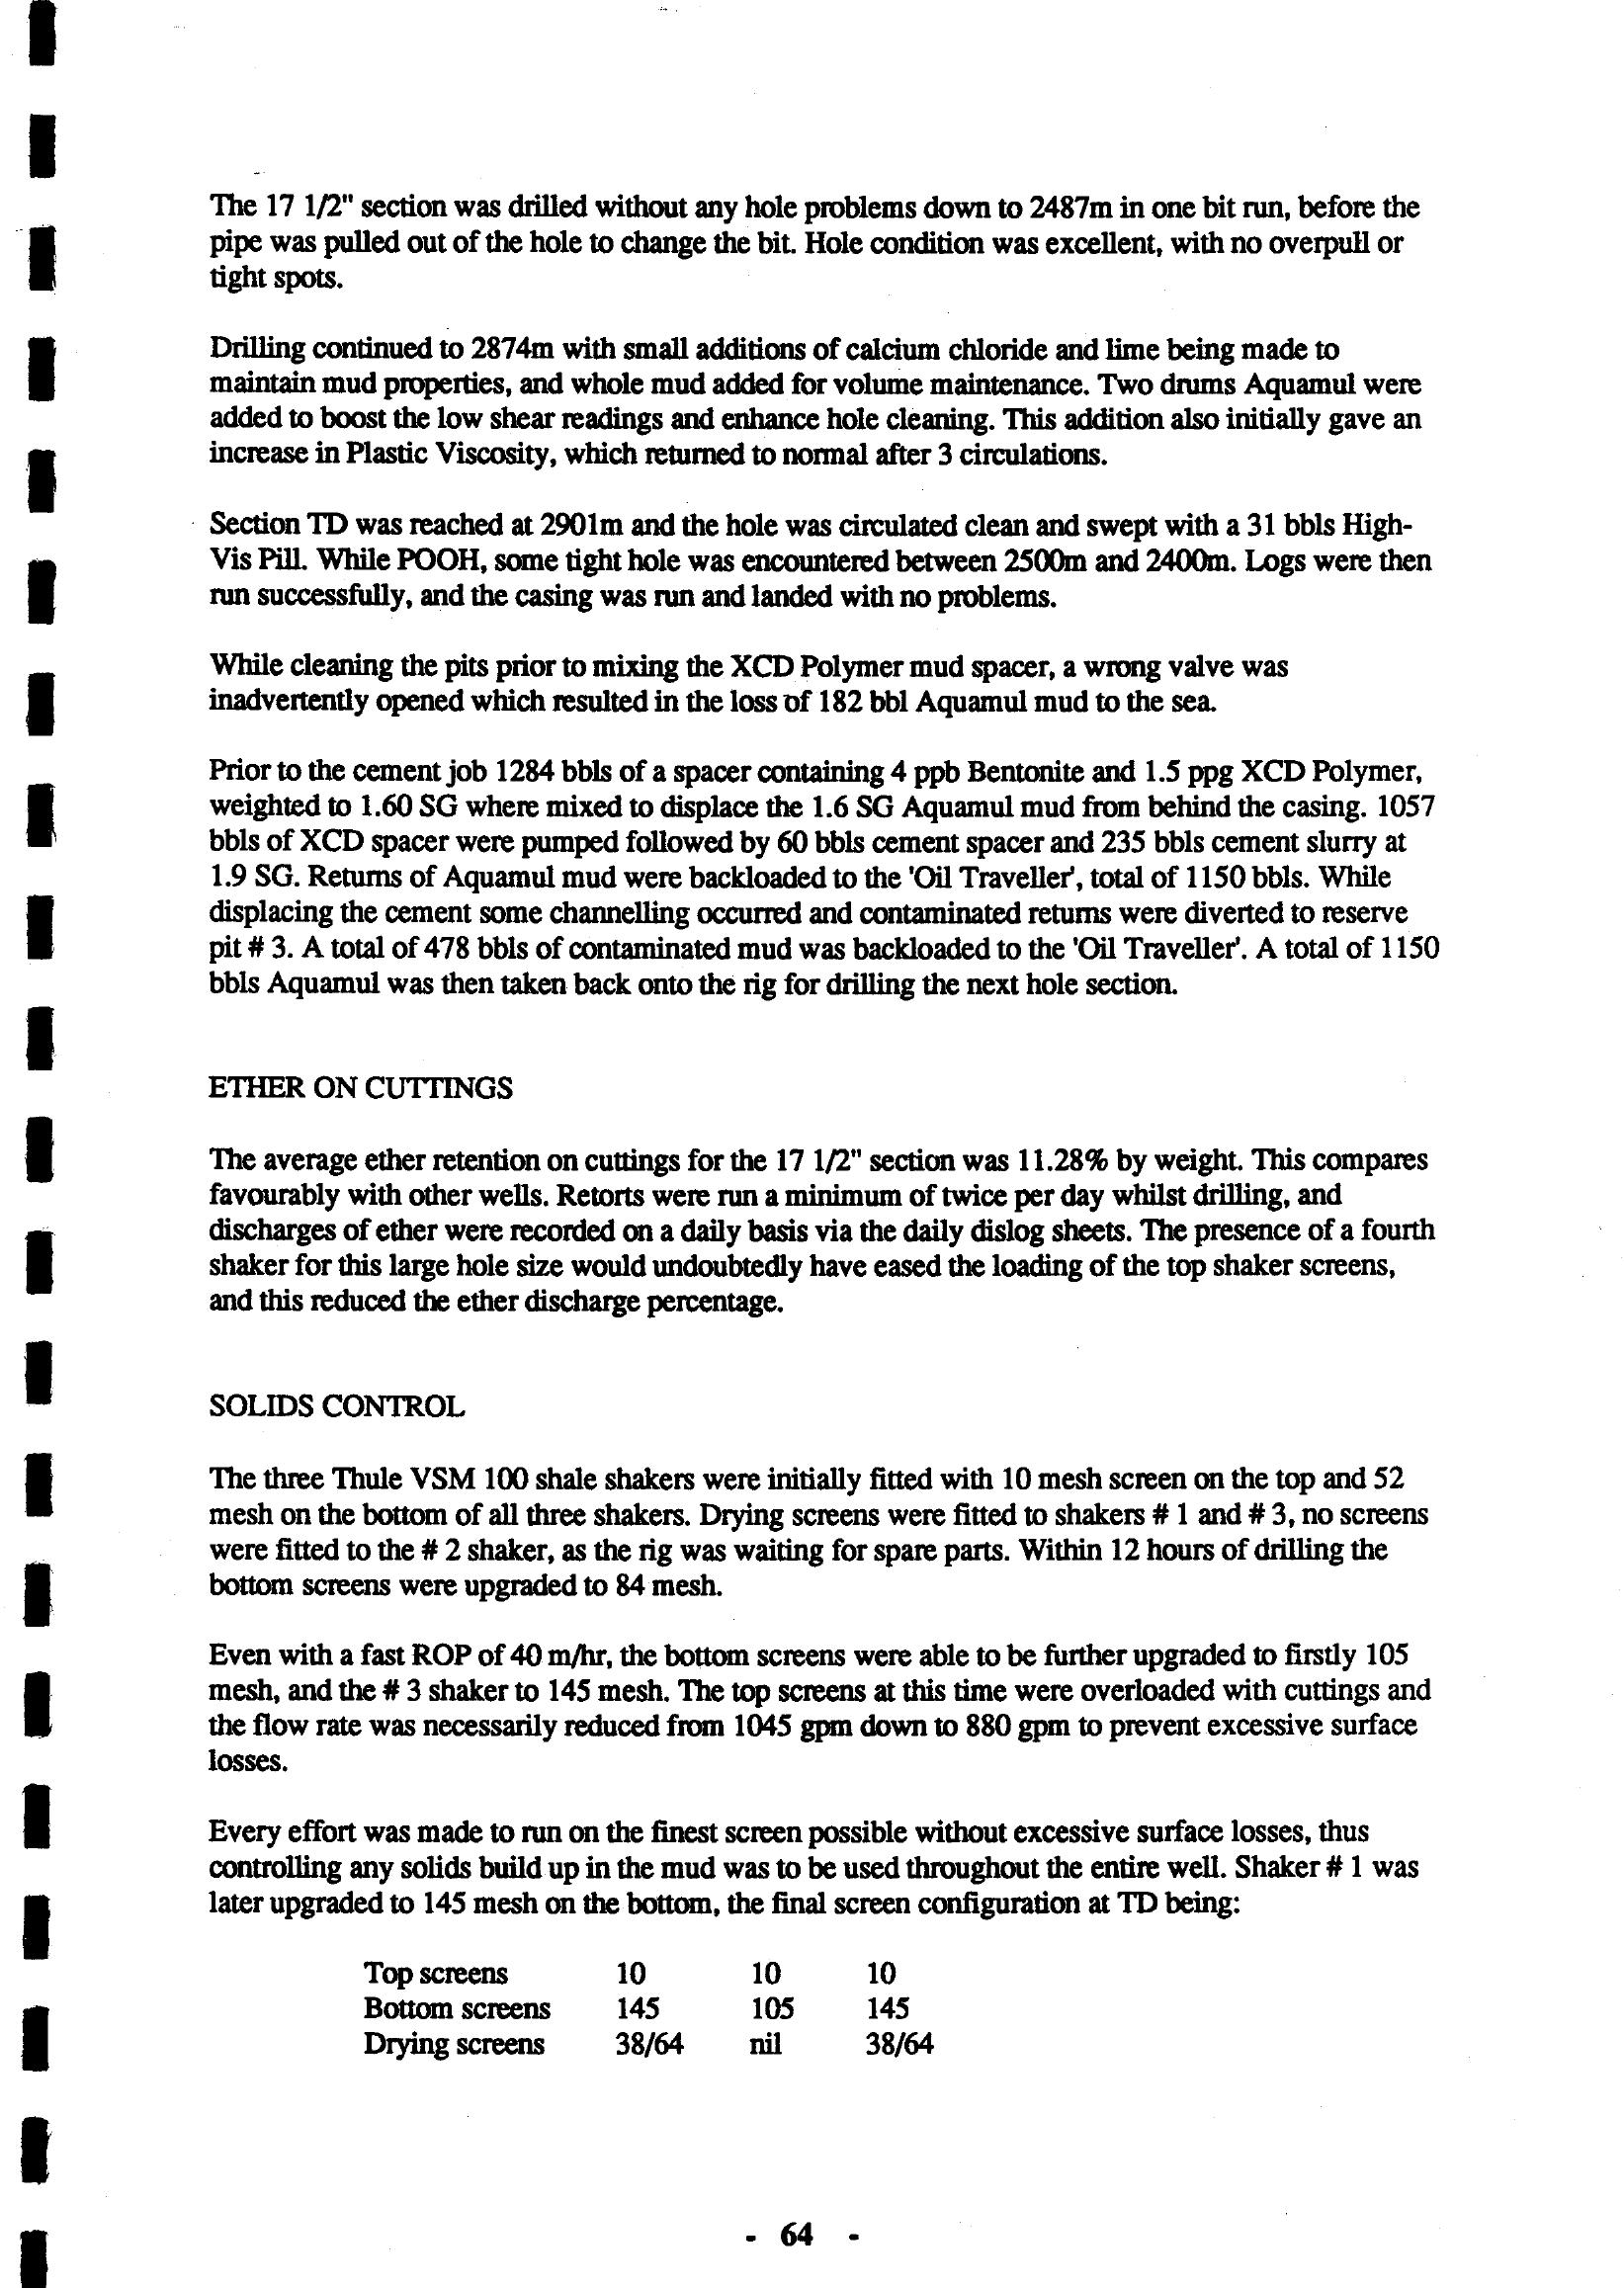 The 17 1/2" section was drilled without any hole problems down to 2487m in one bit run, before the
pipe was pulled out of the hole to change the bit. Hole condition was excellent, with no overpull or
tight spots.
Drilling continued to 2874m with small additions of calcium chloride and lime being made to
maintain mud properties, and whole mud added for volume maintenance. Two drums Aquamul were
added to boost the low shear readings and enhance hole cleaning. This addition also initially gave an
increase in Plastic Viscosity, which returned to normal after 3 circulations.
Section TD was reached at 2901m and the hole was circulated clean and swept with a 31 bbls High-
Vis Pill. While POOH, some tight hole was encountered between 2500m and 2400m. Logs were then
run successfully, and the casing was run and landed with no problems.
While cleaning the pits prior to mixing the XCD Polymer mud spacer, a wrong valve was
inadvertently opened which resulted in the loss of 182 bbl Aquamul mud to the sea.
Prior to the cement job 1284 bbls of a spacer containing 4 ppb Bentonite and 1.5 ppg XCD Polymer,
weighted to 1.60 SG where mixed to displace the 1.6 SG Aquamul mud from behind the casing. 1057
bbls of XCD spacer were pumped followed by 60 bbls cement spacer and 235 bbls cement slurry at
1.9 SG. Returns of Aquamul mud were backloaded to the 'Oil Traveller', total of 1150 bbls. While
displacing the cement some channelling occurred and contaminated returns were diverted to reserve
pit # 3. A total of 478 bbls of contaminated mud was backloaded to the 'Oil Traveller'. A total of 1150
bbls Aquamul was then taken back onto the rig for drilling the next hole section.
ETHER ON CUTTINGS
The average ether retention on cuttings for the 17 1/2" section was 11.28% by weight. This compares
favourably with other wells. Retorts were run a minimum of twice per day whilst drilling, and
discharges of ether were recorded on a daily basis via the daily dislog sheets. The presence of a fourth
shaker for this large hole size would undoubtedly have eased the loading of the top shaker screens,
and this reduced the ether discharge percentage.
SOLIDS CONTROL
The three Thule VSM 100 shale shakers were initially fitted with 10 mesh screen on the top and 52
mesh on the bottom of all three shakers. Drying screens were fitted to shakers # 1 and # 3, no screens
were fitted to the # 2 shaker, as the rig was waiting for spare parts. Within 12 hours of drilling the
bottom screens were upgraded to 84 mesh.
Even with a fast ROP of 40 m/hr, the bottom screens were able to be further upgraded to firstly 105
mesh, and the # 3 shaker to 145 mesh. The top screens at this time were overloaded with cuttings and
the flow rate was necessarily reduced from 1045 gpm down to 880 gpm to prevent excessive surface
losses.
Every effort was made to run on the finest screen possible without excessive surface losses, thus
controlling any solids build up in the mud was to be used throughout the entire well. Shaker # 1 was
later upgraded to 145 mesh on the bottom, the final screen configuration at TD being:
Top screens 10 10 10
Bottom screens 145 105 145
Drying screens 38/64 nil 38/64
- 64 -